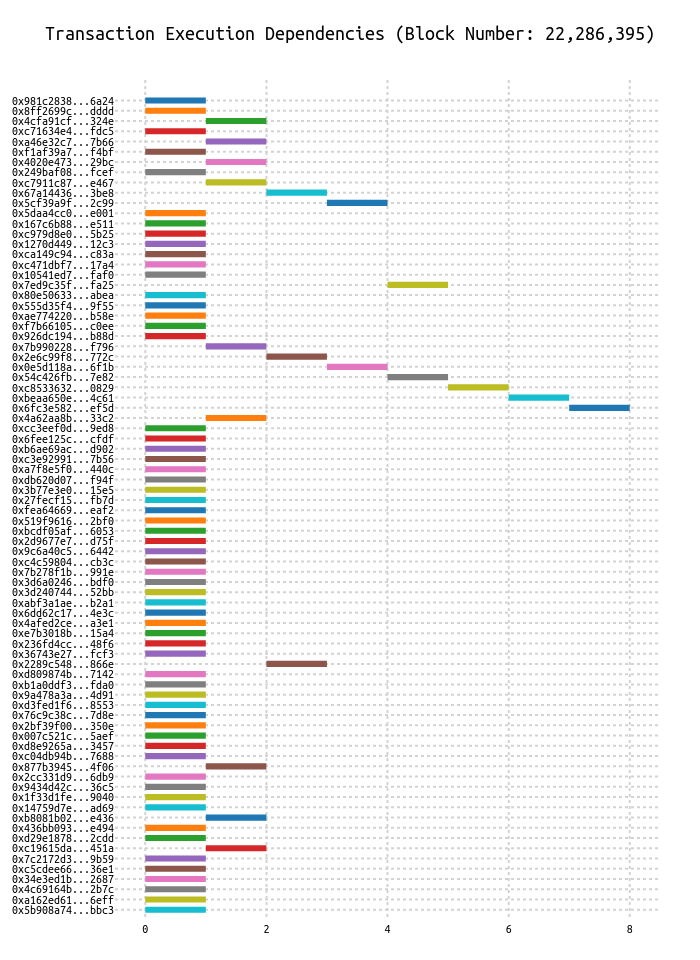 Transaction Execution Dependencies (Block Number: 22,286,395)
0x981c2838...6a24
0x8ff2699c...dddd
0x4cfa91cf...324e
0xc71634e4...fdc5
0xa46e32c7...7b66
0xf1af39a7...f4bf
0x4020e473...29bc
0x249baf08...fcef
0xc7911c87...e467
0x67a14436...3be8
0x5cf39a9f...2c99
0x5daa4cc0...e001
0x167c6b88...e511
0xc979d8e0...5b25
0x1270d449...12c3
0xca149c94...c83a
0xc471dbf7...17a4
0x10541ed7...faf0
0x7ed9c35f...fa25
0x80e50633...abea
0x555d35f4...9f55
0xae774220...b58e
0xf7b66105...c0ee
0x926dc194...b88d
0x7b990228...f796
0x2e6c99f8...772c
0x0e5d118a...6f1b
0x54c426fb...7e82
0xc8533632...0829
0xbeaa650e...4c61
0x6fc3e582...ef5d
0x4a62aa8b...33c2
0xcc3eef0d...9ed8
0x6fee125c...cfdf
0xb6ae69ac...d902
0xc3e92991...7b56
0xa7f8e5f0...440c
0xdb620d07...f94f
0x3b77e3e0...15e5
0x27fecf15...fb7d
0xfea64669...eaf2
0x519f9616...2bf0
0xbcdf05af...6053
0x2d9677e7...d75f
0x9c6a40c5...6442
0xc4c59804...cb3c
0x7b278f1b...991e
0x3d6a0246...bdf0
0x3d240744...52bb
0xabf3a1ae...b2a1
0x6dd62c17...4e3c
0x4afed2ce...a3e1
0xe7b3018b...15a4
0x236fd4cc...48f6
0x36743e27...fcf3
0x2289c548...866e
0xd809874b...7142
0xb1a0ddf3...fda0
0x9a478a3a...4d91
0xd3fed1f6...8553
0x76c9c38c...7d8e
0x2bf39f00...350e
0x007c521c...5aef
0xd8e9265a...3457
0xc04db94b...7688
0x877b3945...4f06
0x2cc331d9...6db9
0x9434d42c...36c5
0x1f33d1fe...9040
0x14759d7e...ad69
0xb8081b02...e436
0x436bb093...e494
0xd29e1878...2cdd
0xc19615da...451a
0x7c2172d3...9b59
0xc5cdee66...36e1
0x34e3ed1b...2687
0x4c69164b...2b7c
0xa162ed61...6eff
0x5b908a74...bbc3
0 2 4 6 8